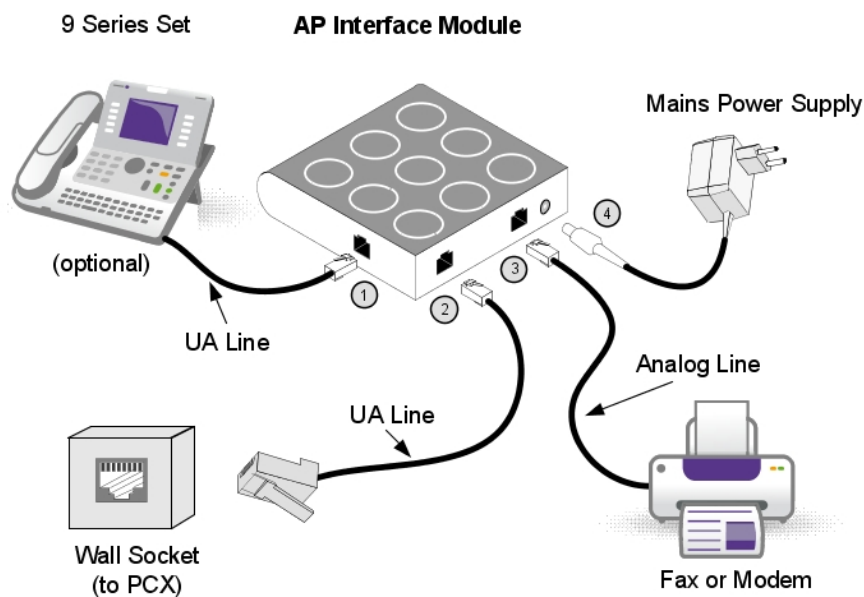 9 Series Set
AP Interface Module
Mains Power Supply
4
(optional)
3
1
2
UA Line
Analog Line
UA Line
Wall Socket
(to PCX)
Fax or Modem